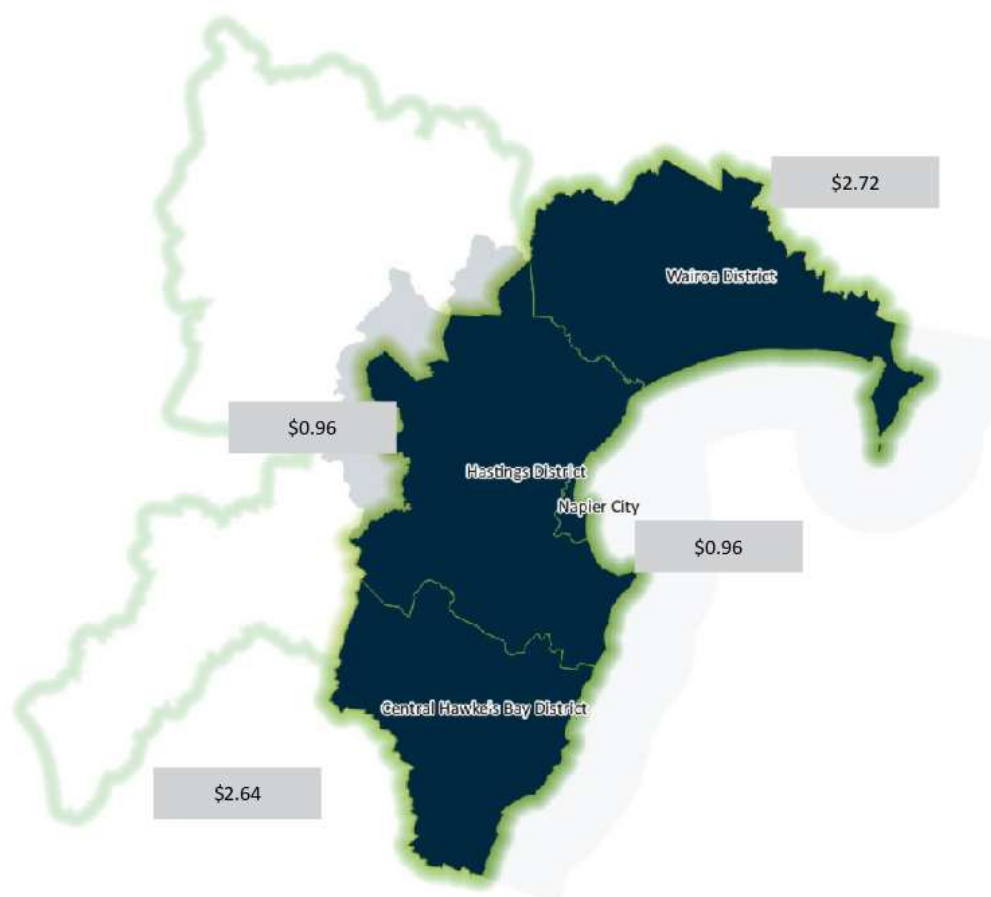 $2.72
Wairoa District
$0.96
Hastings District
Napier City
$0.96
Central Hawke's Bay District
$2.64